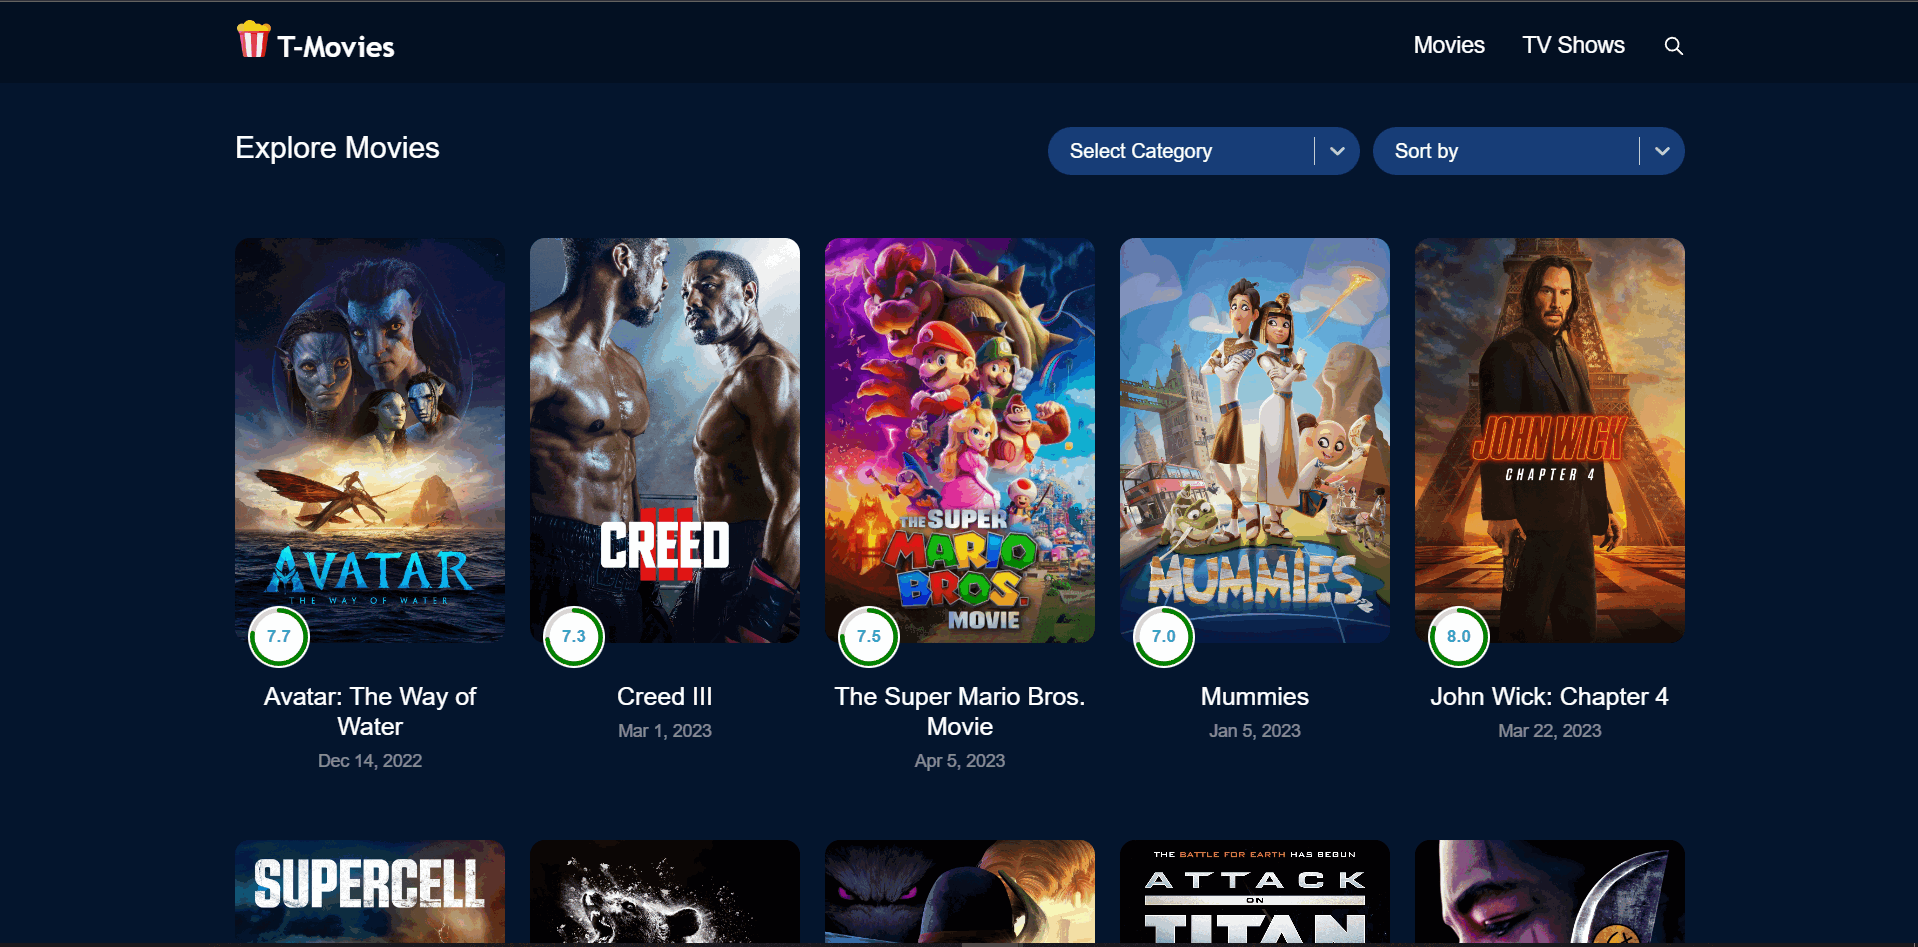 T-Movies
Movies
TV Shows
Explore Movies
Select Category
Sort by
AVATAR
THE WAY OF WATER
CREED
III
THE SUPER
MARIO
BROS.
MOVIE
MUMMIES
JOHN WICK
CHAPTER 4
7.7
7.3
7.5
7.0
8.0
Avatar: The Way of
Water
Dec 14, 2022
Creed III
Mar 1, 2023
The Super Mario Bros.
Movie
Apr 5, 2023
Mummies
Jan 5, 2023
John Wick: Chapter 4
Mar 22, 2023
SUPERCELL
THE BATTLE FOR EARTH HAS BEGUN
ATTACK
ON
TITAN